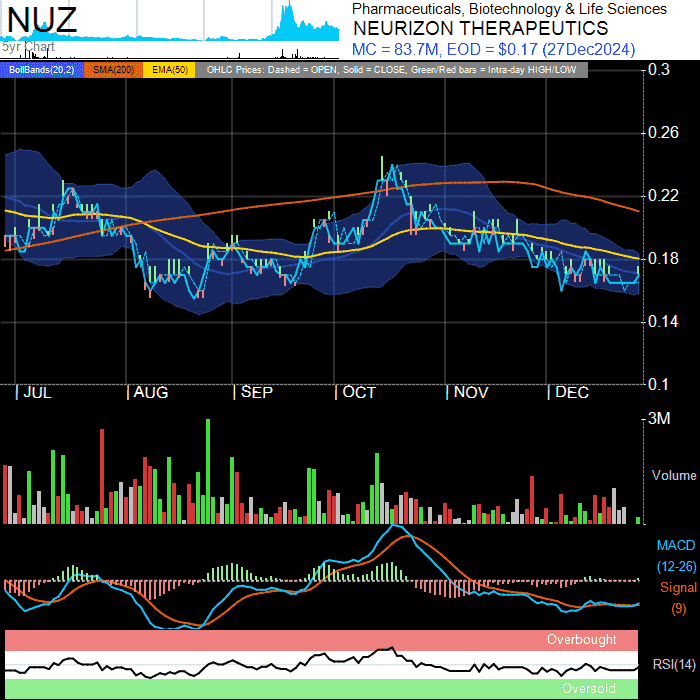 NUZ
5yr Chart
Pharmaceuticals, Biotechnology & Life Sciences
NEURIZON THERAPEUTICS
MC = 83.7M, EOD = $0.17 (27Dec2024)
BollBands(20,2) SMA(200) EMA(50) OHLC Prices: Dashed = OPEN, Solid = CLOSE, Green/Red bars = Intra-day HIGH/LOW
0.3
0.26
0.22
0.18
0.14
0.1
JUL AUG SEP OCT NOV DEC
3M
Volume
MACD
(12-26)
Signal
(9)
Overbought
RSI(14)
Oversold